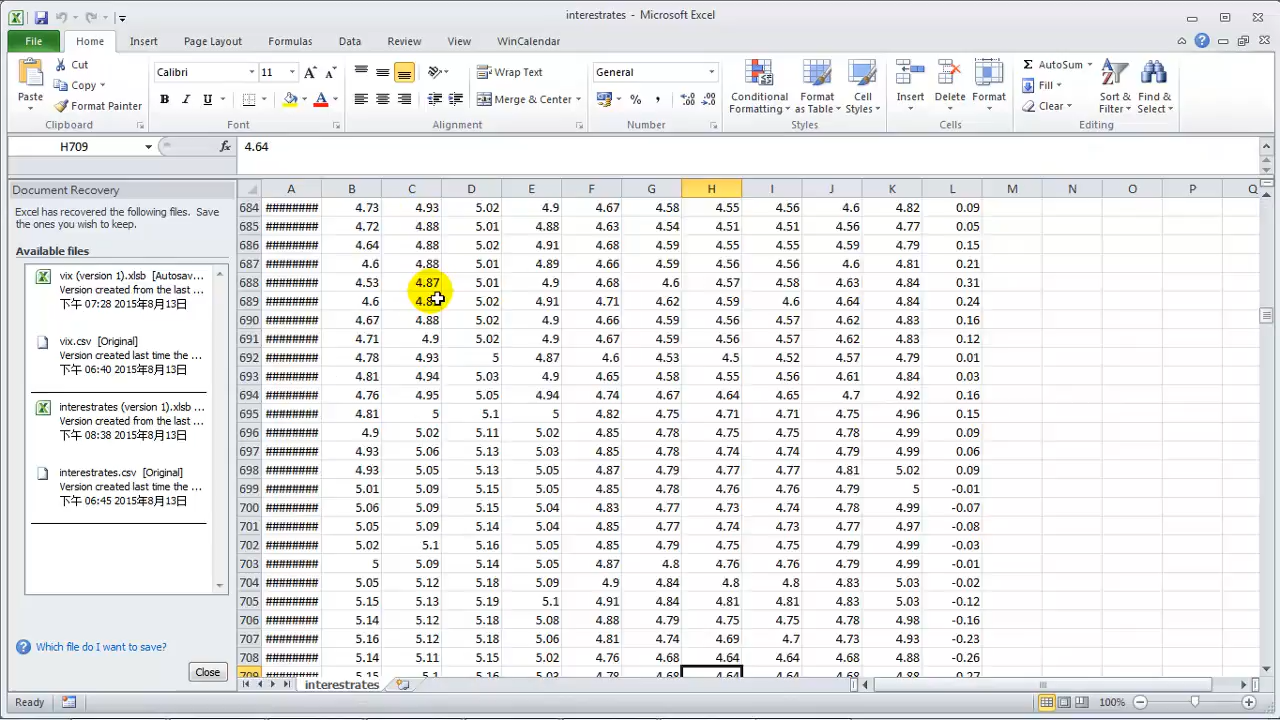 interestrates - Microsoft Excel
File Home Insert Page Layout Formulas Data Review View WinCalendar
Paste
Cut
Copy
Format Painter
Clipboard
Calibri 11
B I U
Font
Wrap Text
Merge & Center
Alignment
General
Number
Conditional Formatting
Format as Table
Cell Styles
Styles
Insert
Delete
Format
Cells
AutoSum
Fill
Clear
Sort & Filter
Find & Select
Editing
H709 fx 4.64
Document Recovery
Excel has recovered the following files. Save
the ones you wish to keep.
Available files
vix (version 1).xlsb [Autosav...
Version created from the last ...
下午 07:28 2015年8月13日
vix.csv [Original]
Version created last time the ...
下午 06:40 2015年8月13日
interestrates (version 1).xlsb ...
Version created from the last ...
下午 08:38 2015年8月13日
interestrates.csv [Original]
Version created last time the ...
下午 06:45 2015年8月13日
Which file do I want to save?
Close
A B C D E F G H I J K L M N O P Q
684 ######## 4.73 4.93 5.02 4.9 4.67 4.58 4.55 4.56 4.6 4.82 0.09
685 ######## 4.72 4.88 5.01 4.88 4.63 4.54 4.51 4.51 4.56 4.77 0.05
686 ######## 4.64 4.88 5.02 4.91 4.68 4.59 4.55 4.55 4.59 4.79 0.15
687 ######## 4.6 4.88 5.01 4.89 4.66 4.59 4.55 4.56 4.6 4.81 0.21
688 ######## 4.53 4.87 5.01 4.9 4.68 4.6 4.57 4.58 4.63 4.84 0.31
689 ######## 4.6 5.02 4.91 4.71 4.62 4.59 4.6 4.64 4.84 0.24
690 ######## 4.67 4.88 5.02 4.9 4.66 4.59 4.56 4.57 4.62 4.83 0.16
691 ######## 4.71 4.9 5.02 4.9 4.67 4.59 4.56 4.57 4.62 4.83 0.12
692 ######## 4.78 4.93 5 4.87 4.6 4.53 4.5 4.52 4.57 4.79 0.01
693 ######## 4.81 4.94 5.03 4.9 4.65 4.58 4.55 4.56 4.61 4.84 0.03
694 ######## 4.76 4.95 5.05 4.94 4.74 4.67 4.64 4.65 4.7 4.92 0.16
695 ######## 4.81 5 5.1 5 4.82 4.75 4.71 4.71 4.75 4.96 0.15
696 ######## 4.9 5.02 5.11 5.02 4.85 4.78 4.75 4.75 4.78 4.99 0.09
697 ######## 4.93 5.06 5.13 5.03 4.85 4.78 4.74 4.74 4.79 4.99 0.06
698 ######## 4.93 5.05 5.13 5.05 4.87 4.79 4.77 4.77 4.81 5.02 0.09
699 ######## 5.01 5.09 5.15 5.05 4.85 4.78 4.76 4.76 4.79 5 -0.01
700 ######## 5.06 5.09 5.15 5.04 4.83 4.77 4.73 4.74 4.78 4.99 -0.07
701 ######## 5.05 5.09 5.14 5.04 4.85 4.77 4.74 4.73 4.77 4.97 -0.08
702 ######## 5.02 5.1 5.16 5.05 4.85 4.79 4.75 4.75 4.79 4.99 -0.03
703 ######## 5 5.09 5.14 5.05 4.87 4.8 4.76 4.76 4.79 4.99 -0.01
704 ######## 5.05 5.12 5.18 5.09 4.9 4.84 4.8 4.8 4.83 5.03 -0.02
705 ######## 5.15 5.13 5.19 5.1 4.91 4.84 4.81 4.81 4.83 5.03 -0.12
706 ######## 5.14 5.12 5.18 5.08 4.88 4.79 4.75 4.75 4.78 4.98 -0.16
707 ######## 5.16 5.12 5.18 5.06 4.81 4.74 4.69 4.7 4.73 4.93 -0.23
708 ######## 5.14 5.11 5.15 5.02 4.76 4.68 4.64 4.64 4.68 4.88 -0.26
709 ######## 5.15 5.1 5.16 5.03 4.78 4.68 4.64 4.64 4.68 4.88 -0.27
interestrates
Ready 100%